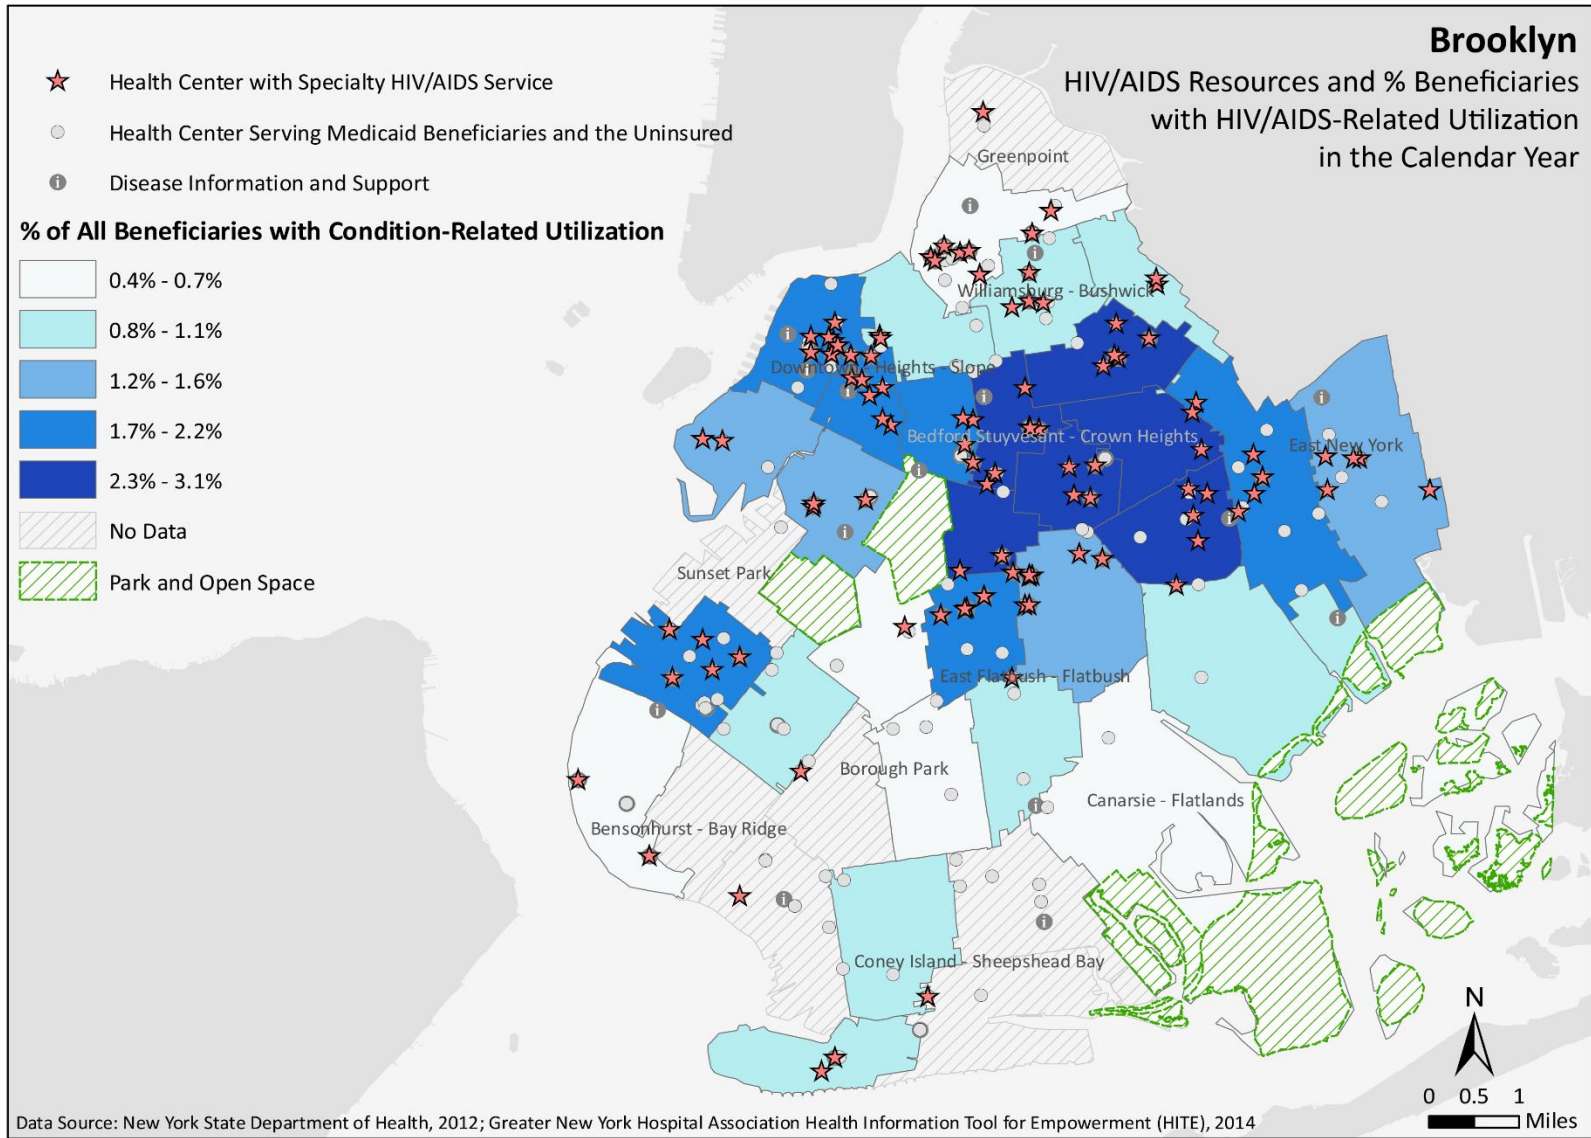 Brooklyn
HIV/AIDS Resources and % Beneficiaries
with HIV/AIDS-Related Utilization
in the Calendar Year
Health Center with Specialty HIV/AIDS Service
Health Center Serving Medicaid Beneficiaries and the Uninsured
Disease Information and Support
% of All Beneficiaries with Condition-Related Utilization
0.4% - 0.7%
0.8% - 1.1%
1.2% - 1.6%
1.7% - 2.2%
2.3% - 3.1%
No Data
Park and Open Space
Greenpoint
Williamsburg - Bushwick
Downtown - Heights - Slope
Bedford Stuyvesant - Crown Heights
East New York
Sunset Park
East Flatbush - Flatbush
Borough Park
Canarsie - Flatlands
Bensonhurst - Bay Ridge
Coney Island - Sheepshead Bay
N
0 0.5 1
Miles
Data Source: New York State Department of Health, 2012; Greater New York Hospital Association Health Information Tool for Empowerment (HITE), 2014